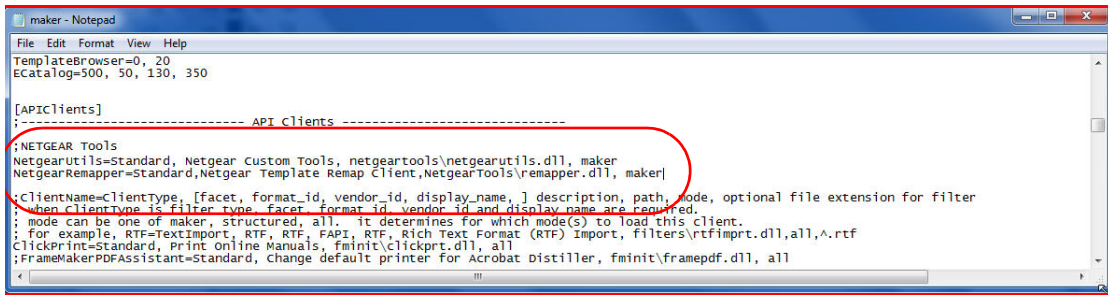 maker - Notepad
File Edit Format View Help
TemplateBrowser=0, 20
ECatalog=500, 50, 130, 350
[APIClients]
;------------------------------ API Clients ------------------------------
;NETGEAR Tools
NetgearUtils=Standard, Netgear Custom Tools, netgeartools\netgearutils.dll, maker
NetgearRemapper=Standard,Netgear Template Remap Client,NetgearTools\remapper.dll, maker
;ClientName=ClientType, [facet, format_id, vendor_id, display_name, ] description, path, mode, optional file extension for filter
; when ClientType is filter type, facet, format_id, vendor_id and display_name are required.
; mode can be one of maker, structured, all. it determines for which mode(s) to load this client.
; for example, RTF=TextImport, RTF, RTF, FAPI, RTF, Rich Text Format (RTF) Import, filters\rtfimprt.dll,all,^.rtf
ClickPrint=Standard, Print Online Manuals, fminit\clickprt.dll, all
;FrameMakerPDFAssistant=Standard, Change default printer for Acrobat Distiller, fminit\framepdf.dll, all